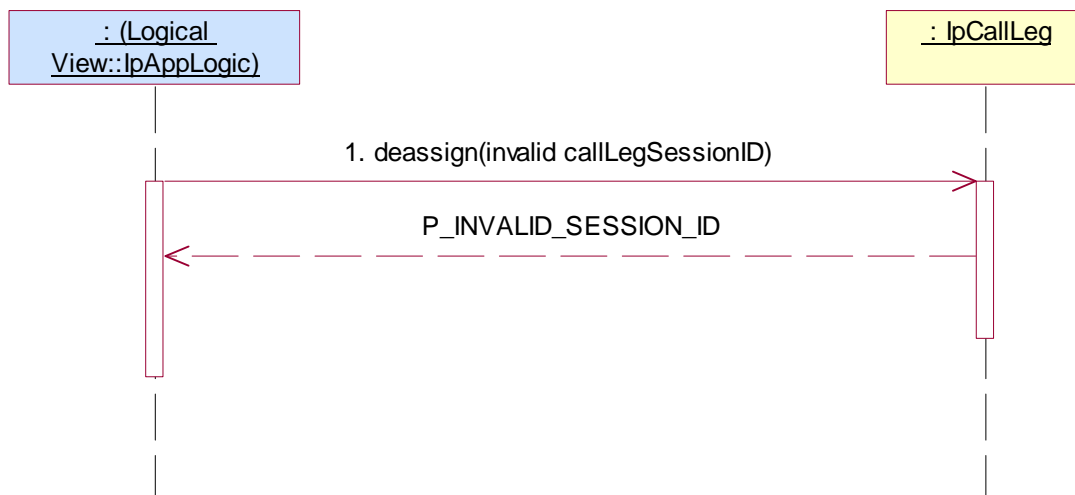 : (Logical
View::IpAppLogic)
: IpCallLeg
1. deassign(invalid callLegSessionID)
P_INVALID_SESSION_ID